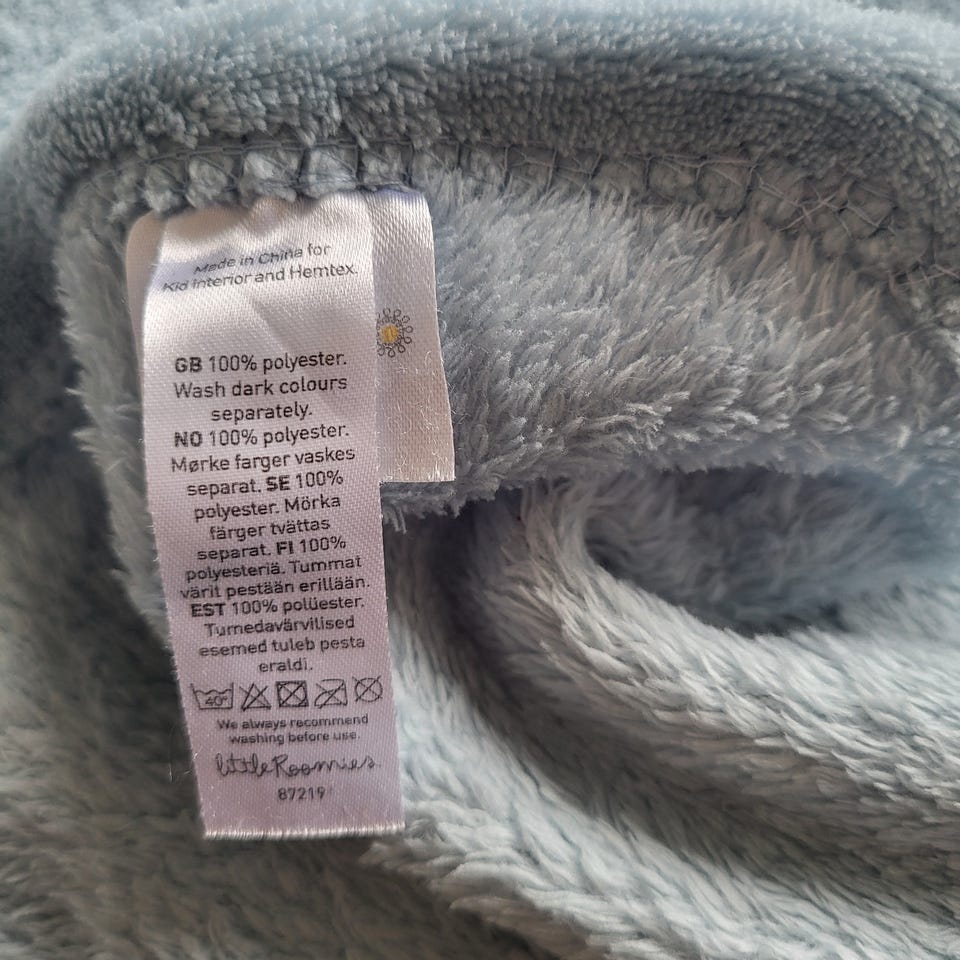 Made in China for
Kid Interior and Hemtex.
GB 100% polyester.
Wash dark colours
separately.
NO 100% polyester.
Mørke farger vaskes
separat. SE 100%
polyester. Mörka
färger tvättas
separat. FI 100%
polyesteriä. Tummat
värit pestään erillään.
EST 100% polüester.
Tumedavärvilised
esemed tuleb pesta
eraldi.
40°
We always recommend
washing before use.
little Roomies
87219